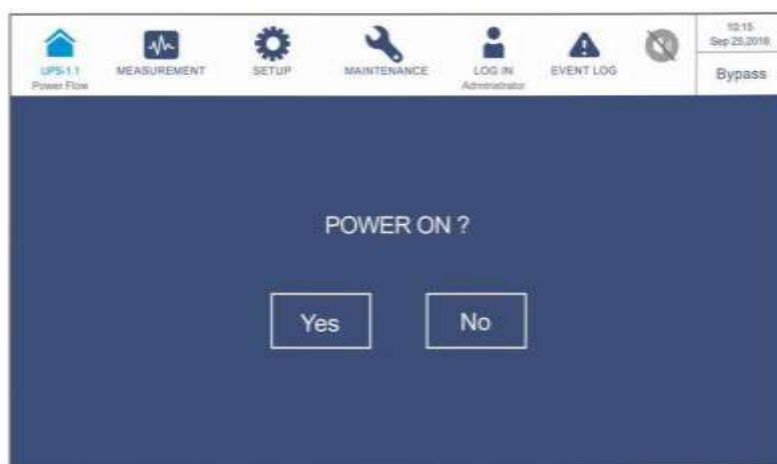 UPS-1.1
Power Flow
MEASUREMENT
SETUP
MAINTENANCE
LOG IN
Administrator
EVENT LOG
10:15
Sep 25,2018
Bypass
POWER ON ?
Yes
No